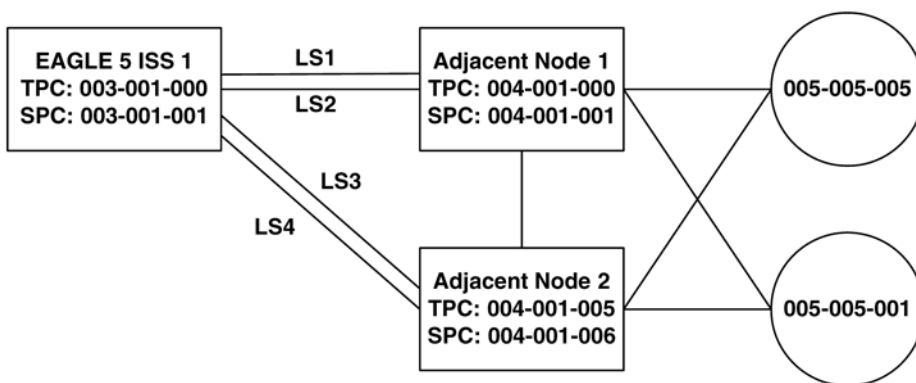 EAGLE 5 ISS 1
TPC: 003-001-000
SPC: 003-001-001
LS1
LS2
Adjacent Node 1
TPC: 004-001-000
SPC: 004-001-001
005-005-005
LS3
LS4
Adjacent Node 2
TPC: 004-001-005
SPC: 004-001-006
005-005-001